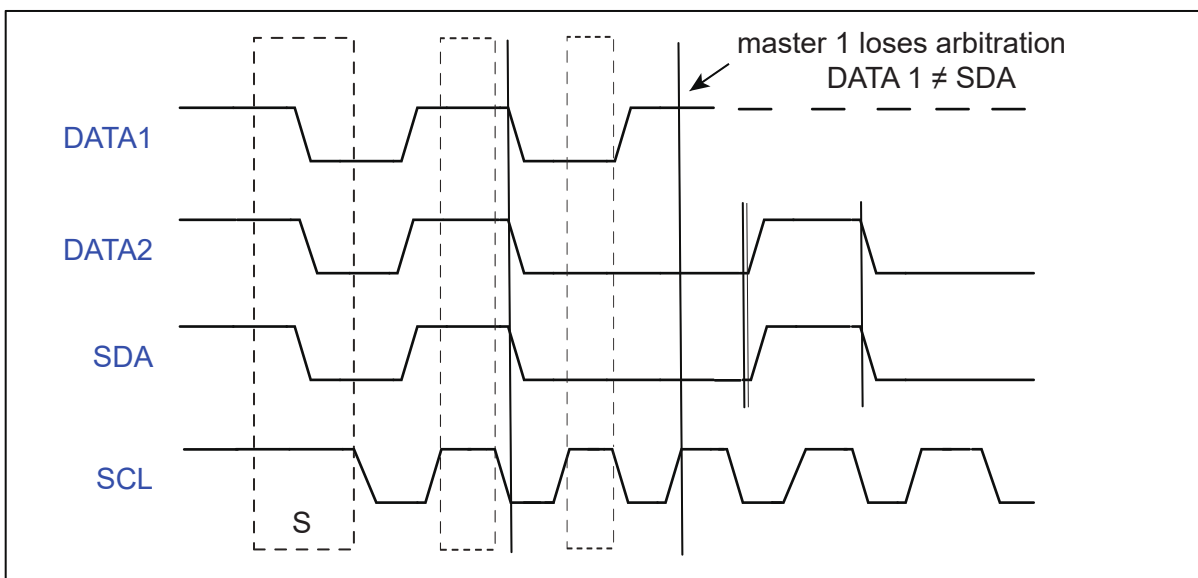 master 1 loses arbitration
DATA 1 ≠ SDA
DATA1
DATA2
SDA
SCL
S